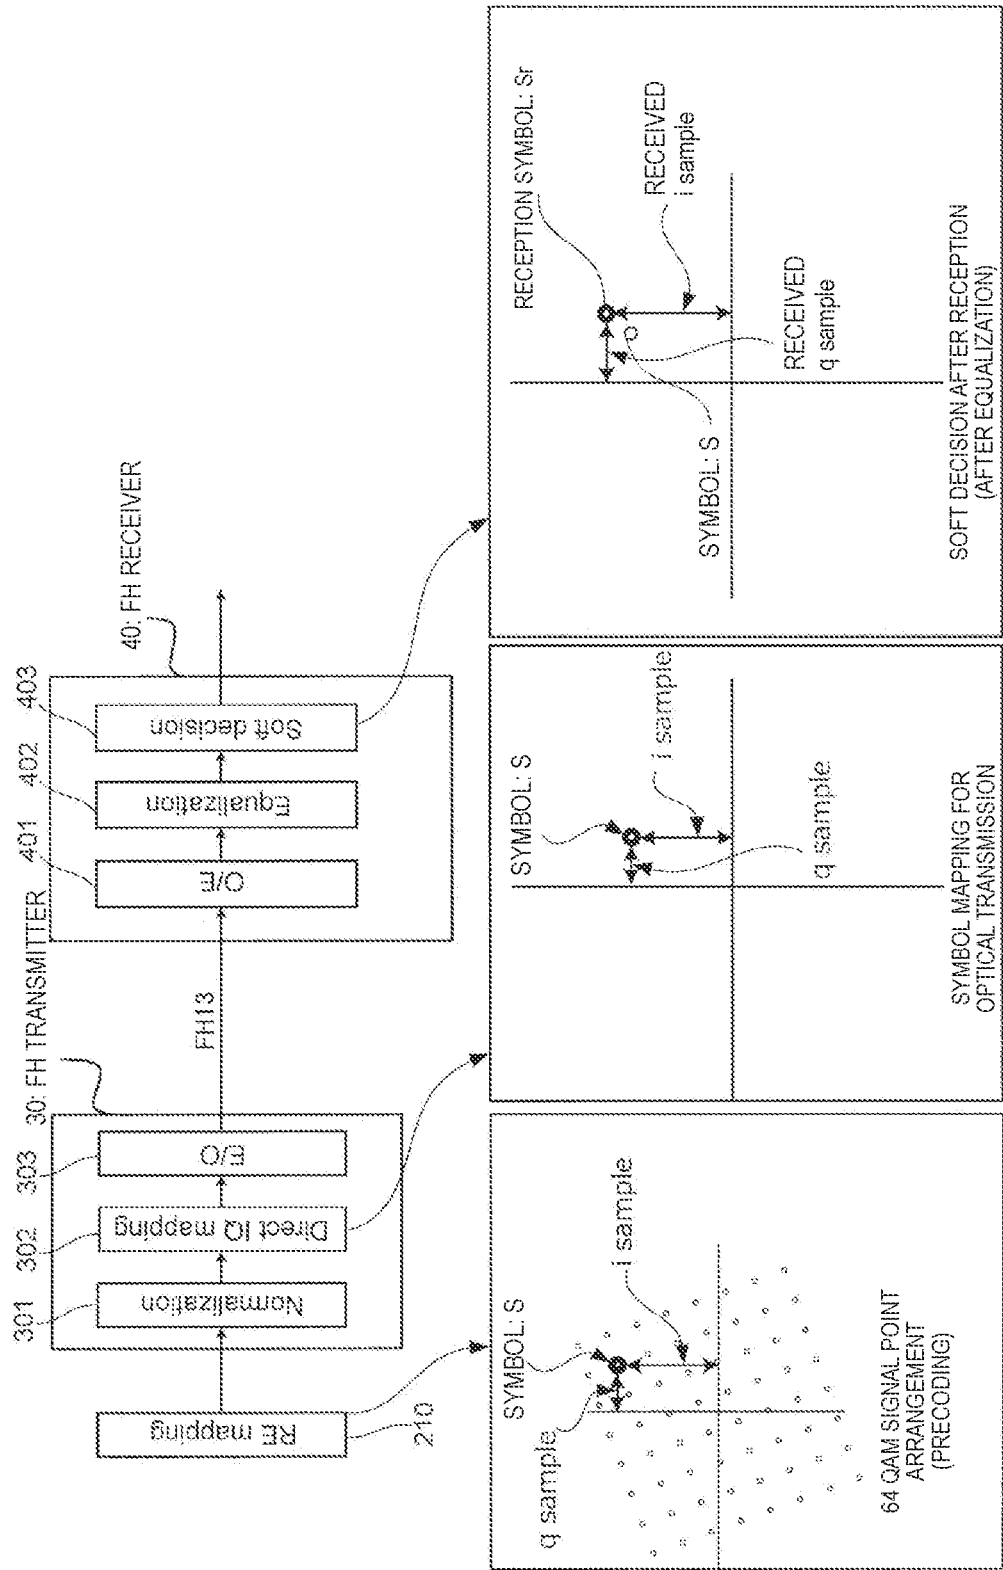 30: FH TRANSMITTER
301
302
303
Normalization
Direct IQ mapping
E/O
RE mapping
210
FH13
40: FH RECEIVER
401
402
403
O/E
Equalization
Soft decision
q sample
SYMBOL: S
i sample
64 QAM SIGNAL POINT
ARRANGEMENT
(PRECODING)
SYMBOL: S
i sample
q sample
SYMBOL MAPPING FOR
OPTICAL TRANSMISSION
RECEPTION SYMBOL: Sr
SYMBOL: S
RECEIVED
i sample
RECEIVED
q sample
SOFT DECISION AFTER RECEPTION
(AFTER EQUALIZATION)